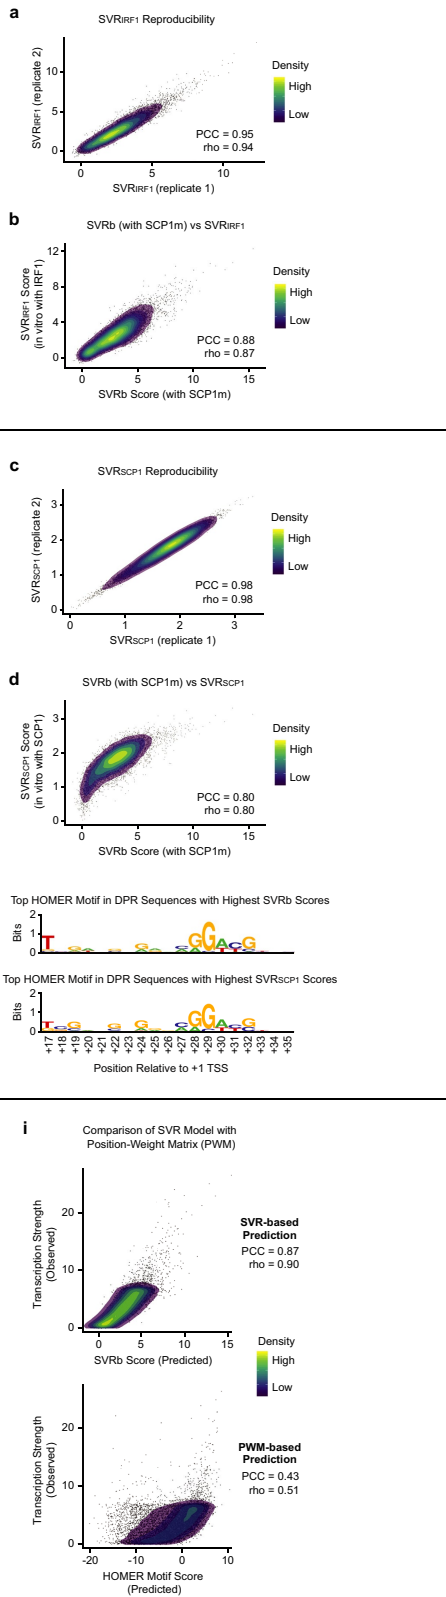 a
SVRIRF1 Reproducibility
SVRIRF1 (replicate 2)
10
5
0
0 5 10
SVRIRF1 (replicate 1)
PCC = 0.95
rho = 0.94
Density
High
Low
b
SVRb (with SCP1m) vs SVRIRF1
SVRIRF1 Score
(in vitro with IRF1)
12
8
4
0
0 5 10 15
SVRb Score (with SCP1m)
PCC = 0.88
rho = 0.87
Density
High
Low
c
SVRSCP1 Reproducibility
SVRSCP1 (replicate 2)
3
2
1
0
0 1 2 3
SVRSCP1 (replicate 1)
PCC = 0.98
rho = 0.98
Density
High
Low
d
SVRb (with SCP1m) vs SVRSCP1
SVRSCP1 Score
(in vitro with SCP1)
3
2
1
0
0 5 10 15
SVRb Score (with SCP1m)
PCC = 0.80
rho = 0.80
Density
High
Low
Top HOMER Motif in DPR Sequences with Highest SVRb Scores
Bits
2
1
0
T G G C G G A C G
Top HOMER Motif in DPR Sequences with Highest SVRSCP1 Scores
Bits
2
1
0
T C G G G C G G A C G
+17 +18 +19 +20 +21 +22 +23 +24 +25 +26 +27 +28 +29 +30 +31 +32 +33 +34 +35
Position Relative to +1 TSS
i
Comparison of SVR Model with
Position-Weight Matrix (PWM)
Transcription Strength
(Observed)
20
10
0
0 5 10 15
SVRb Score (Predicted)
SVR-based
Prediction
PCC = 0.87
rho = 0.90
Density
High
Low
Transcription Strength
(Observed)
20
10
0
-20 -10 0 10
HOMER Motif Score
(Predicted)
PWM-based
Prediction
PCC = 0.43
rho = 0.51